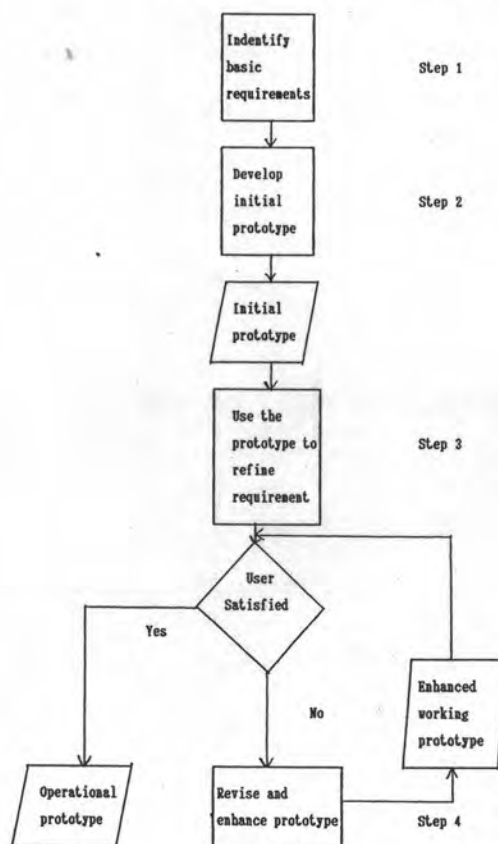 Indentify
basic
requirements
Step 1
Develop
initial
prototype
Step 2
Initial
prototype
Use the
prototype to
refine
requirement
Step 3
User
Satisfied
Yes
No
Enhanced
working
prototype
Operational
prototype
Revise and
enhance prototype
Step 4